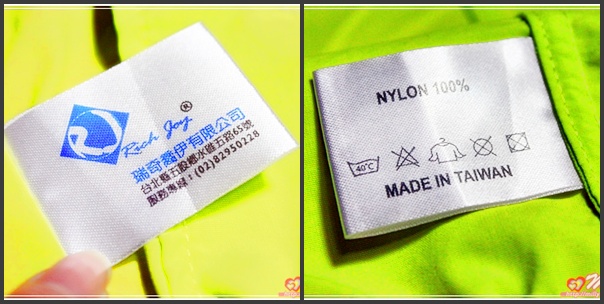 Rich Joy ®
瑞奇喬伊有限公司
台北縣五股鄉水碓五路65號
服務專線：(02)82950228
NYLON 100%
40°C
MADE IN TAIWAN